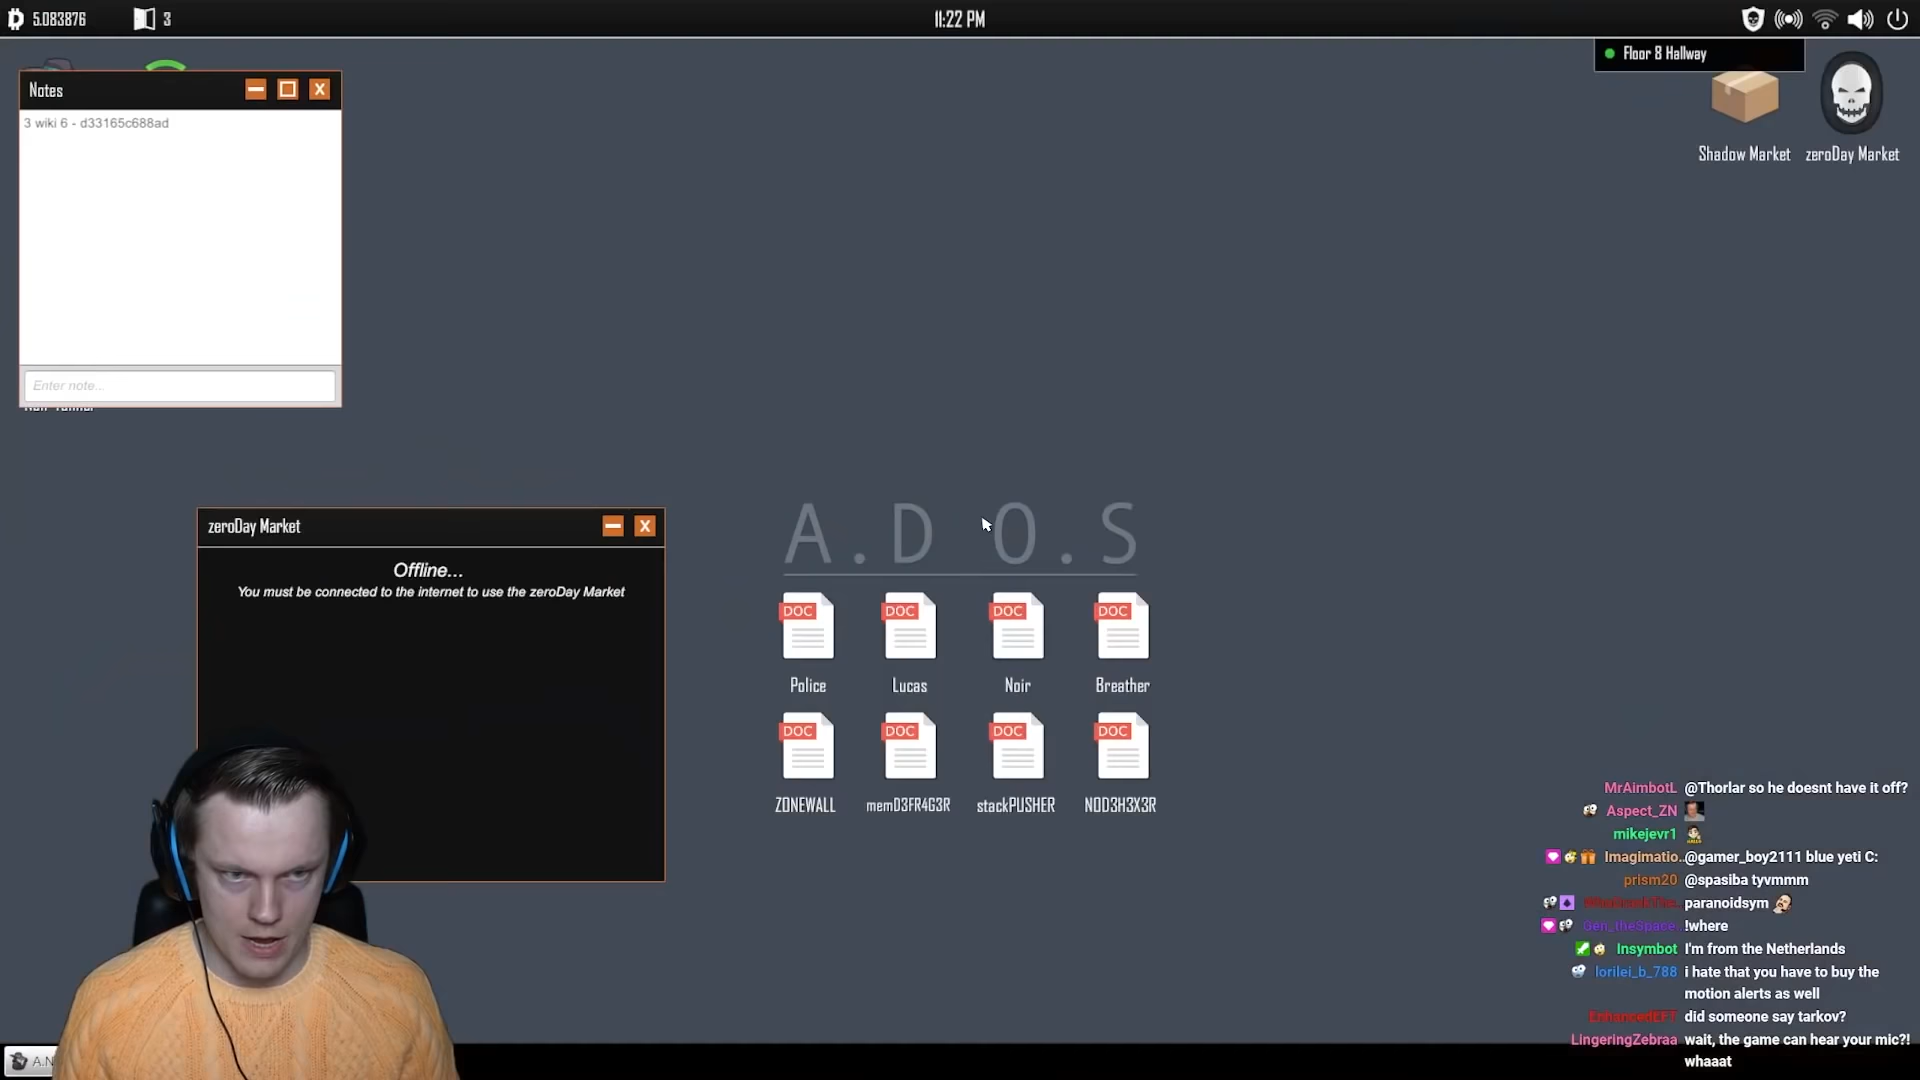 5.083876
3
11:22 PM
Floor 8 Hallway
Notes
3 wiki 6 - d33165c688ad
Enter note...
Shadow Market
zeroDay Market
zeroDay Market
Offline...
You must be connected to the internet to use the zeroDay Market
A.D O.S
DOC DOC DOC DOC
Police Lucas Noir Breather
DOC DOC DOC DOC
ZONEWALL memD3FR4G3R stackPUSHER N0D3H3X3R
MrAimbotL @Thorlar so he doesnt have it off?
Aspect_ZN
mikejevr1
Imagimatio.. @gamer_boy2111 blue yeti C:
prism20 @spasiba tyvmmm
paranoidsym
Gen_theSpace.. !where
Insymbot I'm from the Netherlands
lorilei_b_788 i hate that you have to buy the
motion alerts as well
EnhancedEFT did someone say tarkov?
LingeringZebraa wait, the game can hear your mic?!
whaaat
A.N